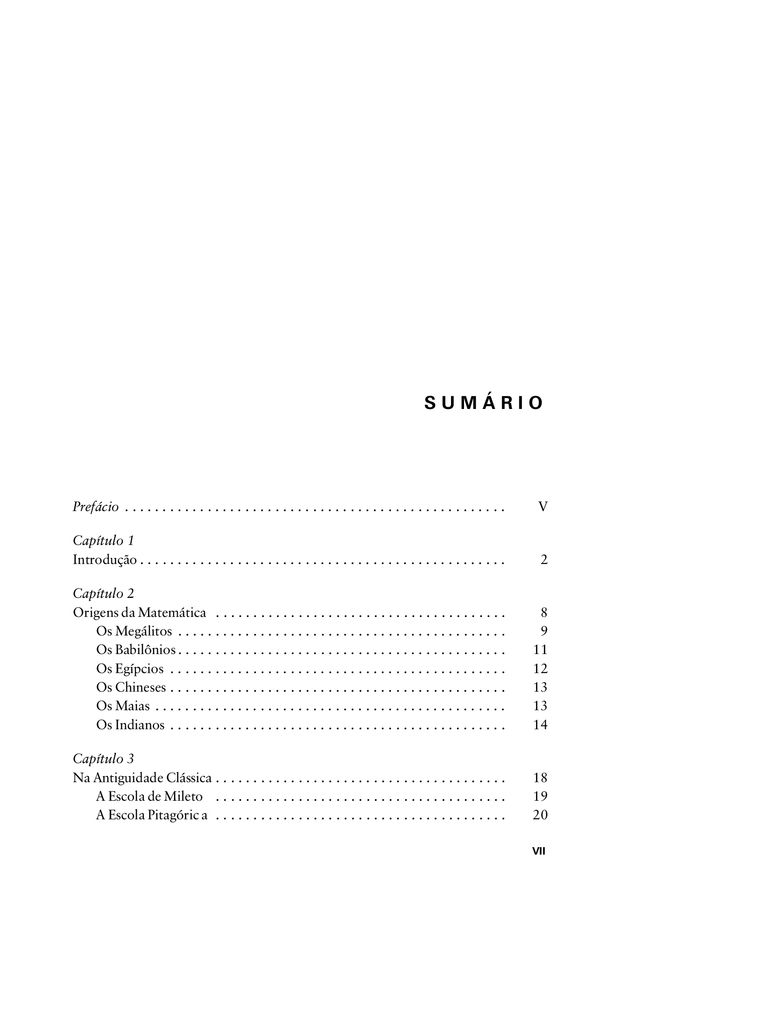 SUMÁRIO
Prefácio . . . . . . . . . . . . . . . . . . . . . . . . . . . . . . . . . . . . . . . . . . . . . . . . . . . V
Capítulo 1
Introdução . . . . . . . . . . . . . . . . . . . . . . . . . . . . . . . . . . . . . . . . . . . . . . . . . 2
Capítulo 2
Origens da Matemática . . . . . . . . . . . . . . . . . . . . . . . . . . . . . . . . . . . . . . . 8
Os Megálitos . . . . . . . . . . . . . . . . . . . . . . . . . . . . . . . . . . . . . . . . . . . . 9
Os Babilônios . . . . . . . . . . . . . . . . . . . . . . . . . . . . . . . . . . . . . . . . . . . . 11
Os Egípcios . . . . . . . . . . . . . . . . . . . . . . . . . . . . . . . . . . . . . . . . . . . . . 12
Os Chineses . . . . . . . . . . . . . . . . . . . . . . . . . . . . . . . . . . . . . . . . . . . . . 13
Os Maias . . . . . . . . . . . . . . . . . . . . . . . . . . . . . . . . . . . . . . . . . . . . . . . 13
Os Indianos . . . . . . . . . . . . . . . . . . . . . . . . . . . . . . . . . . . . . . . . . . . . . 14
Capítulo 3
Na Antiguidade Clássica . . . . . . . . . . . . . . . . . . . . . . . . . . . . . . . . . . . . . . . 18
A Escola de Mileto . . . . . . . . . . . . . . . . . . . . . . . . . . . . . . . . . . . . . . . 19
A Escola Pitagóric a . . . . . . . . . . . . . . . . . . . . . . . . . . . . . . . . . . . . . . . 20
VII